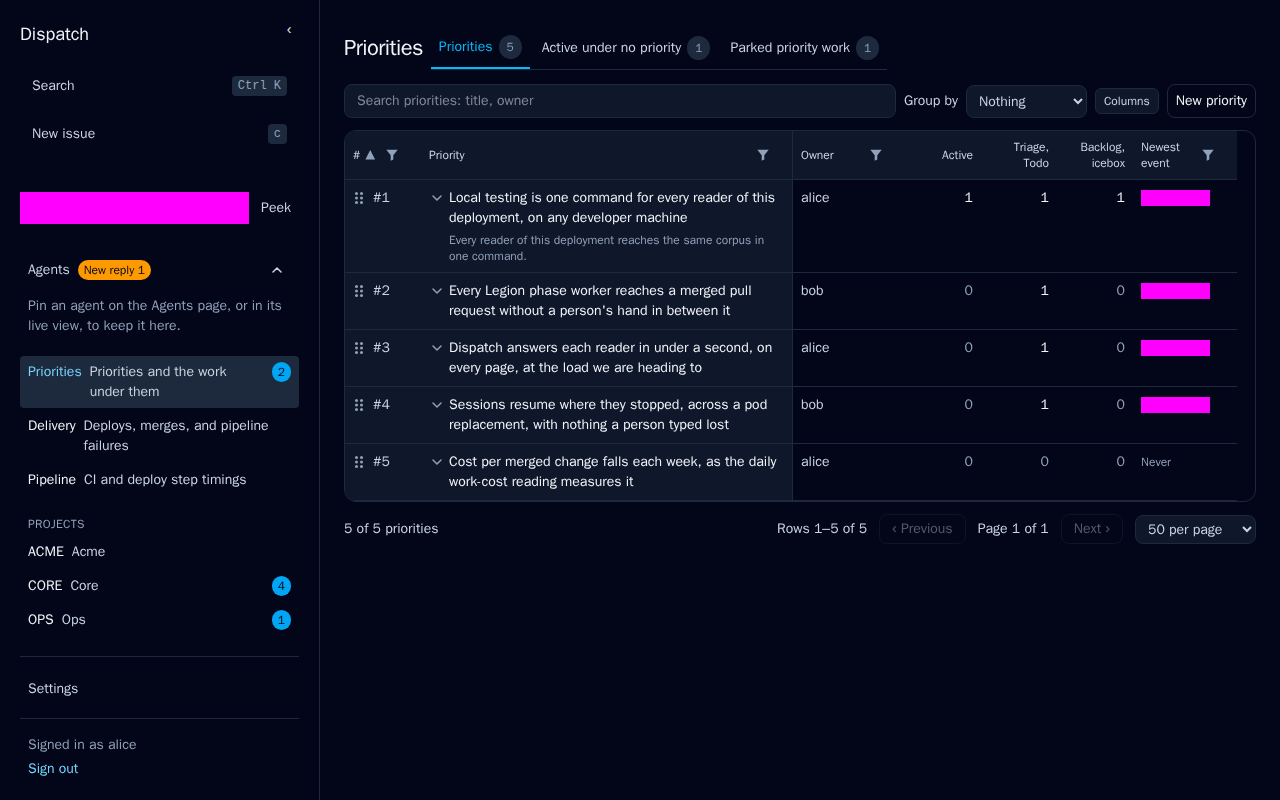 Dispatch
Search
Ctrl K
New issue
C
Peek
Agents
New reply 1
Pin an agent on the Agents page, or in its
live view, to keep it here.
Priorities Priorities and the work
under them
2
Delivery Deploys, merges, and pipeline
failures
Pipeline CI and deploy step timings
PROJECTS
ACME Acme
CORE Core
4
OPS Ops
1
Settings
Signed in as alice
Sign out
Priorities
Priorities 5
Active under no priority 1
Parked priority work 1
Search priorities: title, owner
Group by
Nothing
Columns
New priority
#
Priority
Owner
Active
Triage,
Todo
Backlog,
icebox
Newest
event
#1
Local testing is one command for every reader of this
deployment, on any developer machine
Every reader of this deployment reaches the same corpus in
one command.
alice
1
1
1
#2
Every Legion phase worker reaches a merged pull
request without a person's hand in between it
bob
0
1
0
#3
Dispatch answers each reader in under a second, on
every page, at the load we are heading to
alice
0
1
0
#4
Sessions resume where they stopped, across a pod
replacement, with nothing a person typed lost
bob
0
1
0
#5
Cost per merged change falls each week, as the daily
work-cost reading measures it
alice
0
0
0
Never
5 of 5 priorities
Rows 1–5 of 5
‹ Previous
Page 1 of 1
Next ›
50 per page